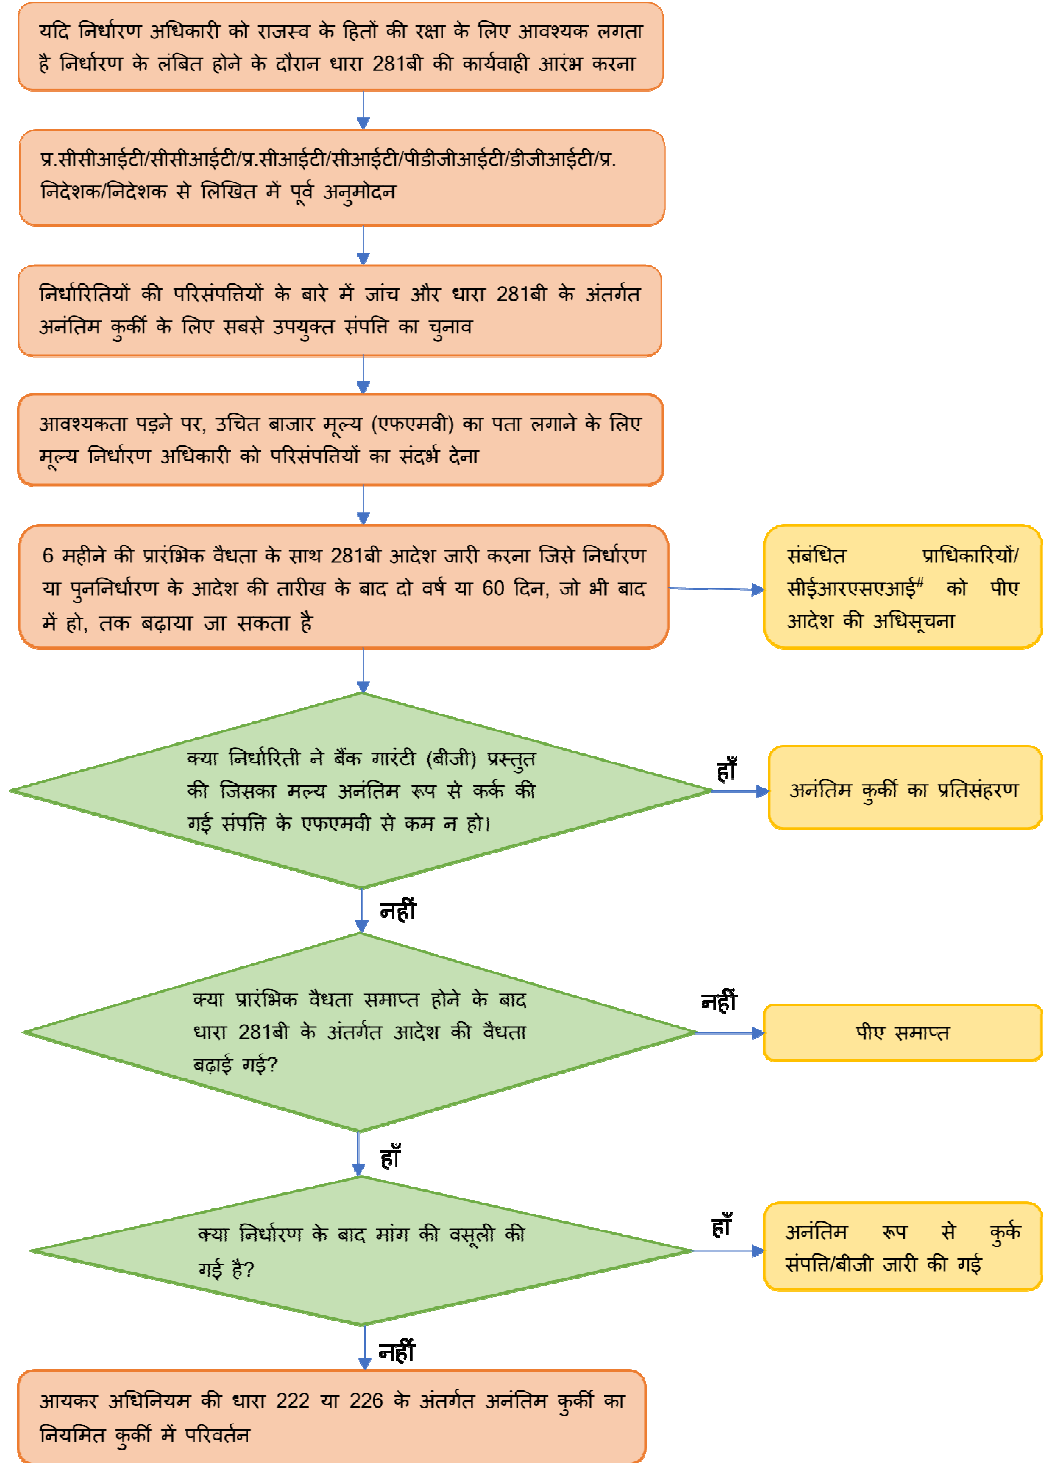 यदि निर्धारण अधिकारी को राजस्व के हितों की रक्षा के लिए आवश्यक लगता
है निर्धारण के लंबित होने के दौरान धारा 281बी की कार्यवाही आरंभ करना
प्र.सीसीआईटी/सीसीआईटी/प्र.सीआईटी/सीआईटी/पीडीजीआईटी/डीजीआईटी/प्र.
निदेशक/निदेशक से लिखित में पूर्व अनुमोदन
निर्धारितियों की परिसंपत्तियों के बारे में जांच और धारा 281बी के अंतर्गत
अनंतिम कुर्की के लिए सबसे उपयुक्त संपत्ति का चुनाव
आवश्यकता पड़ने पर, उचित बाजार मूल्य (एफएमवी) का पता लगाने के लिए
मूल्य निर्धारण अधिकारी को परिसंपत्तियों का संदर्भ देना
6 महीने की प्रारंभिक वैधता के साथ 281बी आदेश जारी करना जिसे निर्धारण
या पुननिर्धारण के आदेश की तारीख के बाद दो वर्ष या 60 दिन, जो भी बाद
में हो, तक बढ़ाया जा सकता है
संबंधित प्राधिकारियों/
सीईआरएसएआई# को पीए
आदेश की अधिसूचना
क्या निर्धारिती ने बैंक गारंटी (बीजी) प्रस्तुत
की जिसका मल्य अनंतिम रूप से कर्क की
गई संपत्ति के एफएमवी से कम न हो।
हाँ
अनंतिम कुर्की का प्रतिसंहरण
नहीं
क्या प्रारंभिक वैधता समाप्त होने के बाद
धारा 281बी के अंतर्गत आदेश की वैधता
बढ़ाई गई?
नहीं
पीए समाप्त
हाँ
क्या निर्धारण के बाद मांग की वसूली की
गई है?
हाँ
अनंतिम रूप से कुर्क
संपत्ति/बीजी जारी की गई
नहीं
आयकर अधिनियम की धारा 222 या 226 के अंतर्गत अनंतिम कुर्की का
नियमित कुर्की में परिवर्तन